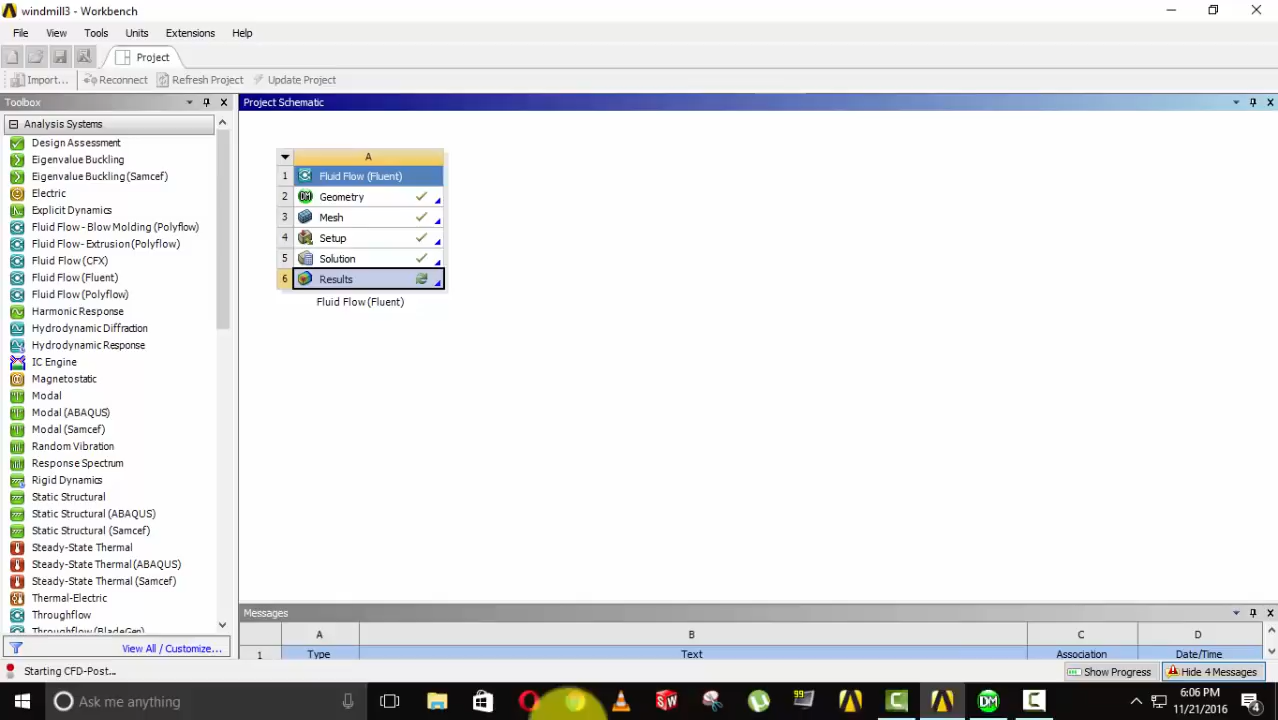 windmill3 - Workbench
File View Tools Units Extensions Help
Project
Import... Reconnect Refresh Project Update Project
Toolbox
Project Schematic
Analysis Systems
Design Assessment
Eigenvalue Buckling
Eigenvalue Buckling (Samcef)
Electric
Explicit Dynamics
Fluid Flow - Blow Molding (Polyflow)
Fluid Flow - Extrusion (Polyflow)
Fluid Flow (CFX)
Fluid Flow (Fluent)
Fluid Flow (Polyflow)
Harmonic Response
Hydrodynamic Diffraction
Hydrodynamic Response
IC Engine
Magnetostatic
Modal
Modal (ABAQUS)
Modal (Samcef)
Random Vibration
Response Spectrum
Rigid Dynamics
Static Structural
Static Structural (ABAQUS)
Static Structural (Samcef)
Steady-State Thermal
Steady-State Thermal (ABAQUS)
Steady-State Thermal (Samcef)
Thermal-Electric
Throughflow
Throughflow (BladeGen)
View All / Customize...
A
1 Fluid Flow (Fluent)
2 DM Geometry
3 Mesh
4 Setup
5 Solution
6 Results
Fluid Flow (Fluent)
Messages
A B C D
1 Type Text Association Date/Time
Starting CFD-Post...
Show Progress Hide 4 Messages
Ask me anything
SW
99
DM
C
C
6:06 PM
11/21/2016
4